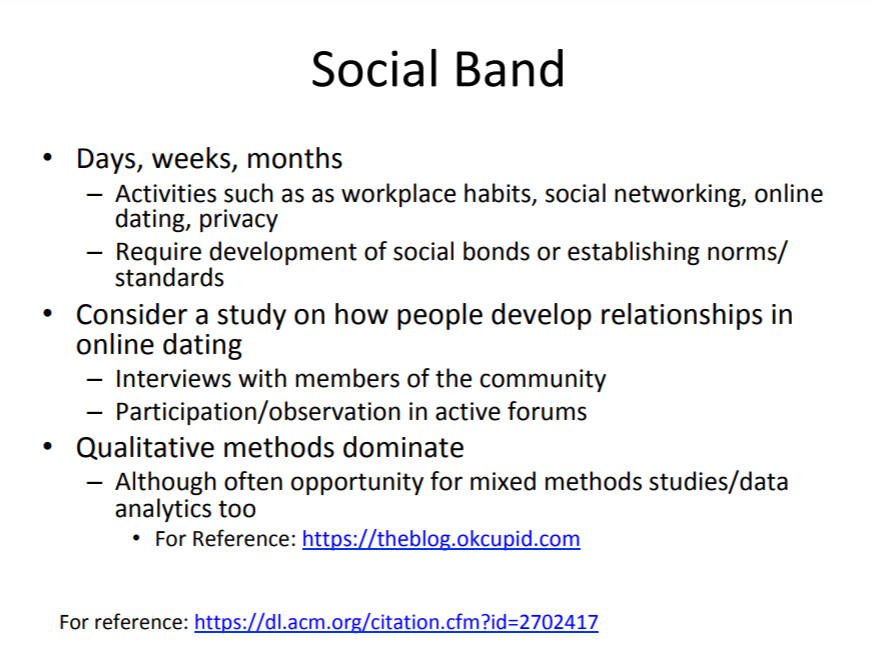 Social Band
• Days, weeks, months
– Activities such as as workplace habits, social networking, online
dating, privacy
– Require development of social bonds or establishing norms/
standards
• Consider a study on how people develop relationships in
online dating
– Interviews with members of the community
– Participation/observation in active forums
• Qualitative methods dominate
– Although often opportunity for mixed methods studies/data
analytics too
• For Reference: https://theblog.okcupid.com
For reference: https://dl.acm.org/citation.cfm?id=2702417